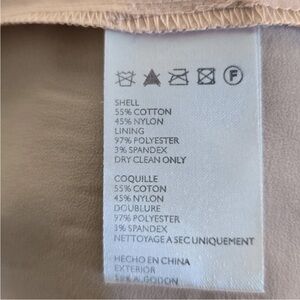 F
SHELL
55% COTTON
45% NYLON
LINING
97% POLYESTER
3% SPANDEX
DRY CLEAN ONLY
COQUILLE
55% COTON
45% NYLON
DOUBLURE
97% POLYESTER
3% SPANDEX
NETTOYAGE A SEC UNIQUEMENT
HECHO EN CHINA
EXTERIOR
55% ALGODON